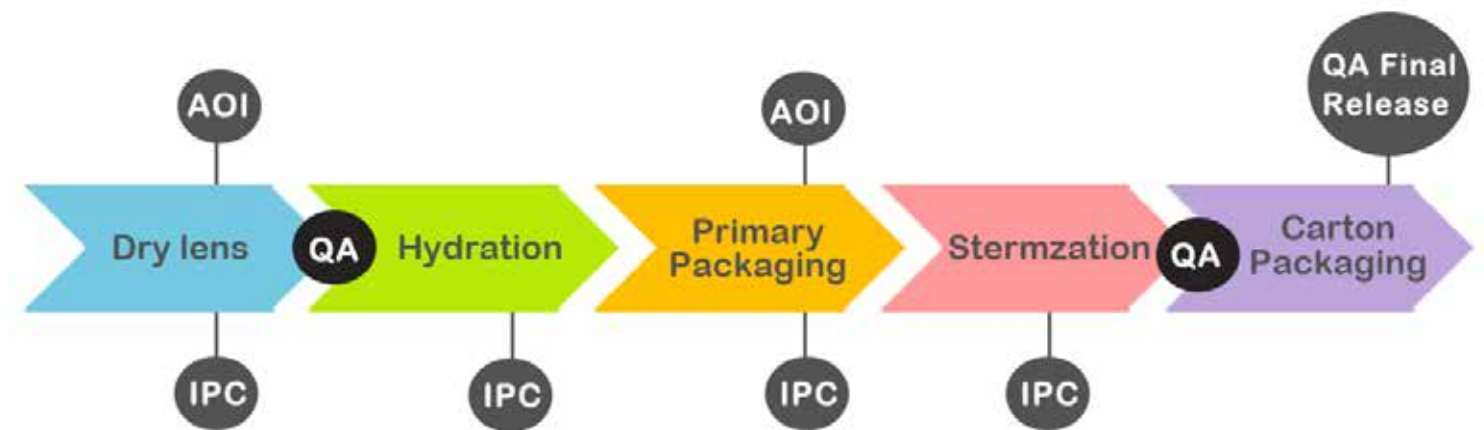 AOI
AOI
QA Final
Release
Dry lens
QA
Hydration
Primary
Packaging
Stermzation
QA
Carton
Packaging
IPC
IPC
IPC
IPC